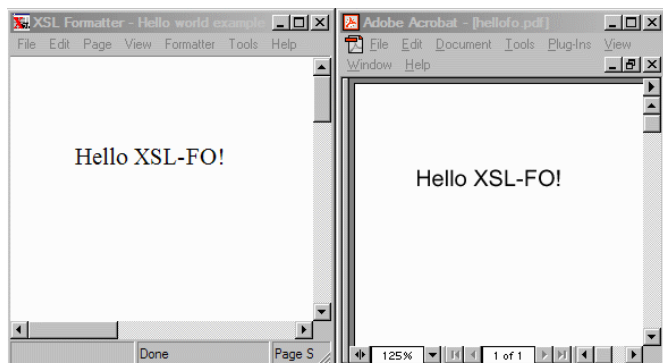 XSL Formatter - Hello world example
File Edit Page View Formatter Tools Help
Hello XSL-FO!
Done Page S
Adobe Acrobat - [hellofo.pdf]
File Edit Document Tools Plug-Ins View
Window Help
Hello XSL-FO!
125% 1 of 1